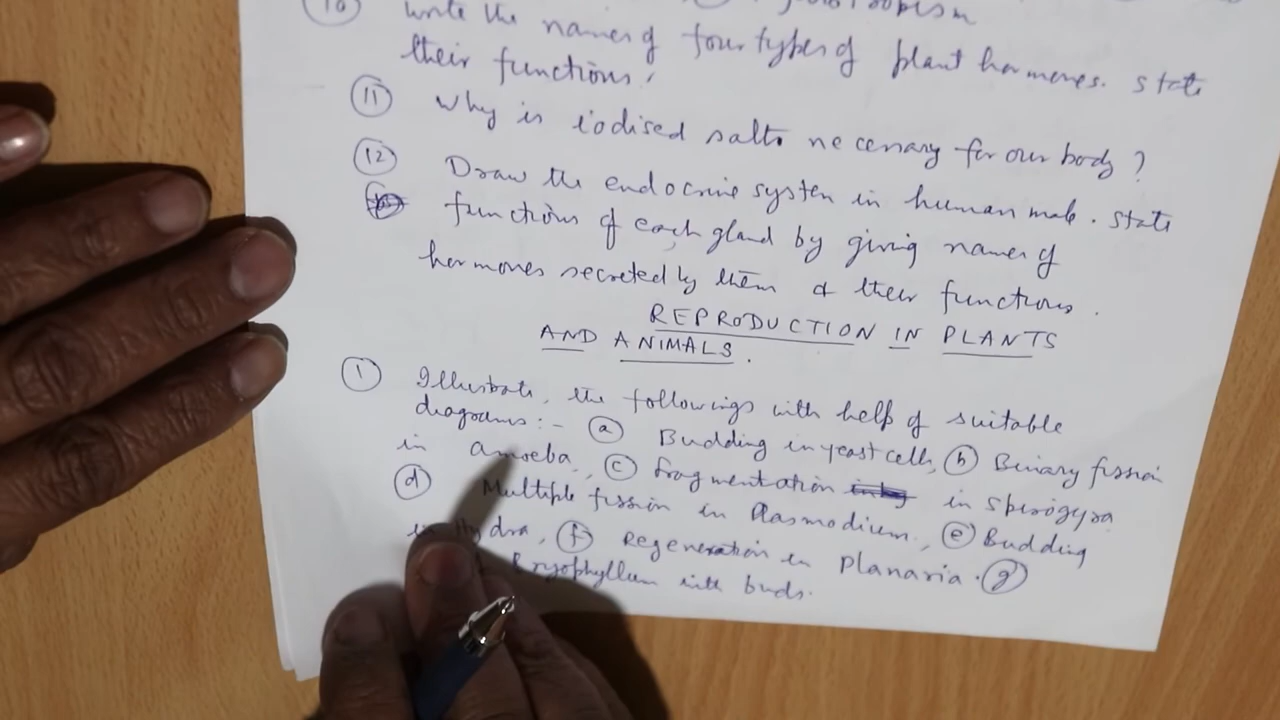 10 Write the names of four types of plant hormones. State
their functions.
11 Why is iodised salts necessary for our body ?
12 Draw the endocrine system in human male. State
functions of each gland by giving names of
hormones secreted by them & their functions.
REPRODUCTION IN PLANTS
AND ANIMALS.
1 Illustrate, the followings with help of suitable
diagrams:- a Budding in yeast cell, b Binary fission
in amoeba, c fragmentation in spirogyra
d Multiple fission in Plasmodium, e Budding
in Hydra, f Regeneration in Planaria. g
Bryophyllum with buds.